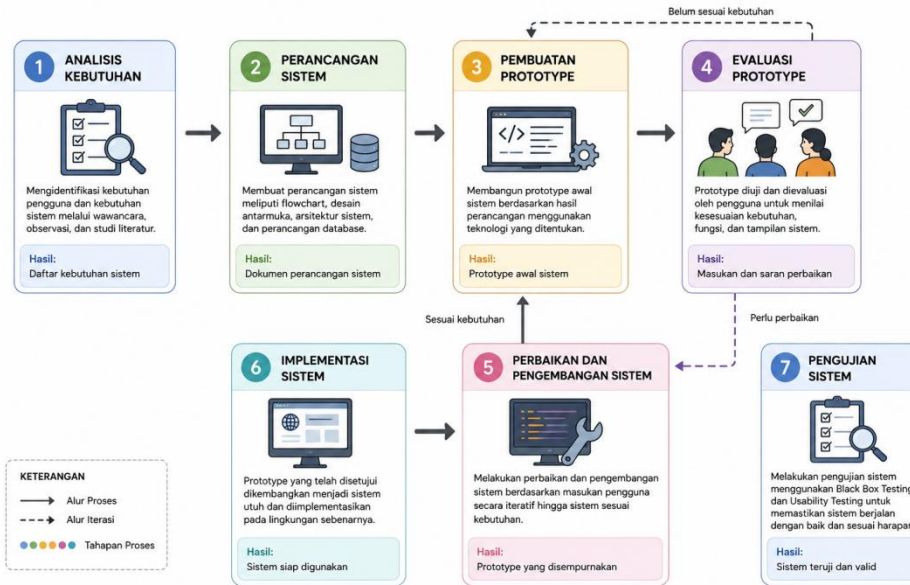 Belum sesuai kebutuhan
1
ANALISIS
KEBUTUHAN
Mengidentifikasi kebutuhan
pengguna dan kebutuhan
sistem melalui wawancara,
observasi, dan studi literatur.
Hasil:
Daftar kebutuhan sistem
2
PERANCANGAN
SISTEM
Membuat perancangan sistem
meliputi flowchart, desain
antarmuka, arsitektur sistem,
dan perancangan database.
Hasil:
Dokumen perancangan sistem
3
PEMBUATAN
PROTOTYPE
</>
Membangun prototype awal
sistem berdasarkan hasil
perancangan menggunakan
teknologi yang ditentukan.
Hasil:
Prototype awal sistem
4
EVALUASI
PROTOTYPE
Prototype diuji dan dievaluasi
oleh pengguna untuk menilai
kesesuaian kebutuhan,
fungsi, dan tampilan sistem.
Hasil:
Masukan dan saran perbaikan
Sesuai kebutuhan
Perlu perbaikan
6
IMPLEMENTASI
SISTEM
Prototype yang telah disetujui
dikembangkan menjadi sistem
utuh dan diimplementasikan
pada lingkungan sebenarnya.
Hasil:
Sistem siap digunakan
5
PERBAIKAN DAN
PENGEMBANGAN SISTEM
Melakukan perbaikan dan pengembangan
sistem berdasarkan masukan pengguna
secara iteratif hingga sistem sesuai
kebutuhan.
Hasil:
Prototype yang disempurnakan
7
PENGUJIAN
SISTEM
Melakukan pengujian sistem
menggunakan Black Box Testing
dan Usability Testing untuk
memastikan sistem berjalan
dengan baik dan sesuai harapan
Hasil:
Sistem teruji dan valid
KETERANGAN
Alur Proses
Alur Iterasi
Tahapan Proses